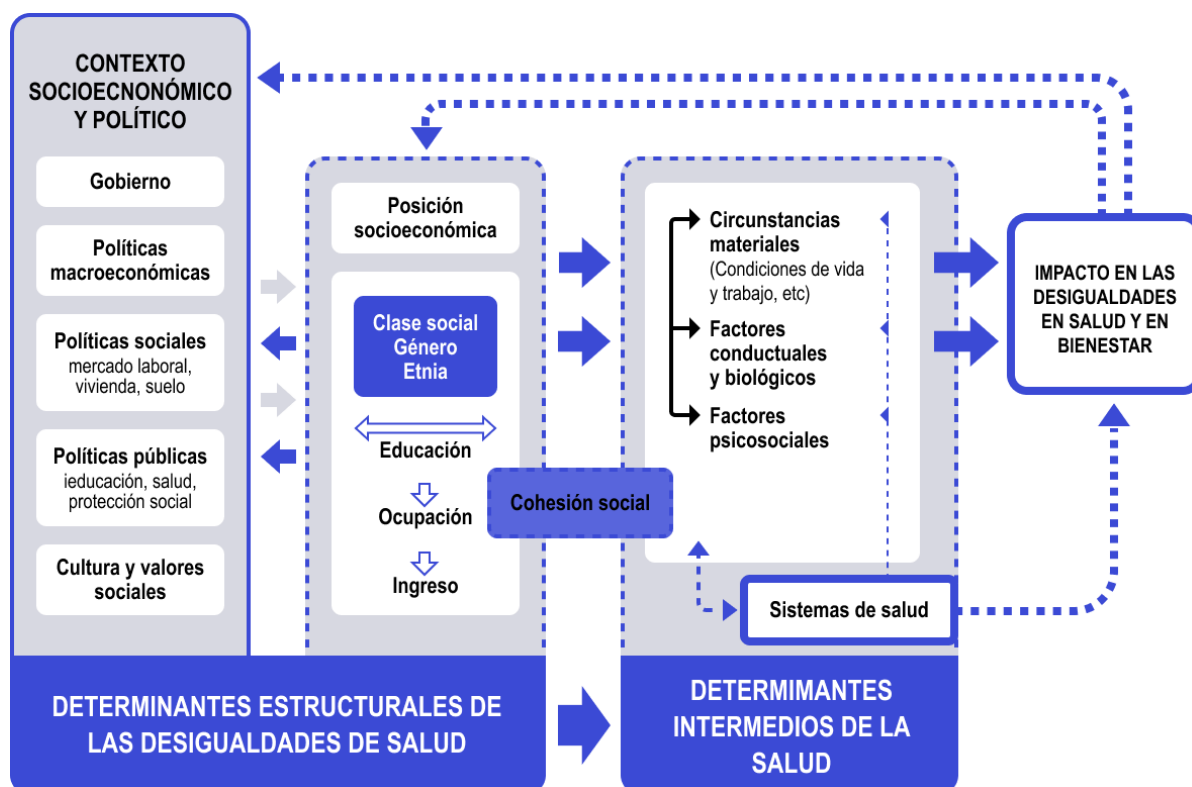 CONTEXTO
SOCIOECNONÓMICO
Y POLÍTICO
Gobierno
Políticas
macroeconómicas
Políticas sociales
mercado laboral,
vivienda, suelo
Políticas públicas
ieducación, salud,
protección social
Cultura y valores
sociales
Posición
socioeconómica
Clase social
Género
Etnia
Educación
Ocupación
Ingreso
Cohesión social
Circunstancias
materiales
(Condiciones de vida
y trabajo, etc)
Factores
conductuales
y biológicos
Factores
psicosociales
Sistemas de salud
IMPACTO EN LAS
DESIGUALDADES
EN SALUD Y EN
BIENESTAR
DETERMINANTES ESTRUCTURALES DE
LAS DESIGUALDADES DE SALUD
DETERMIMANTES
INTERMEDIOS DE LA
SALUD